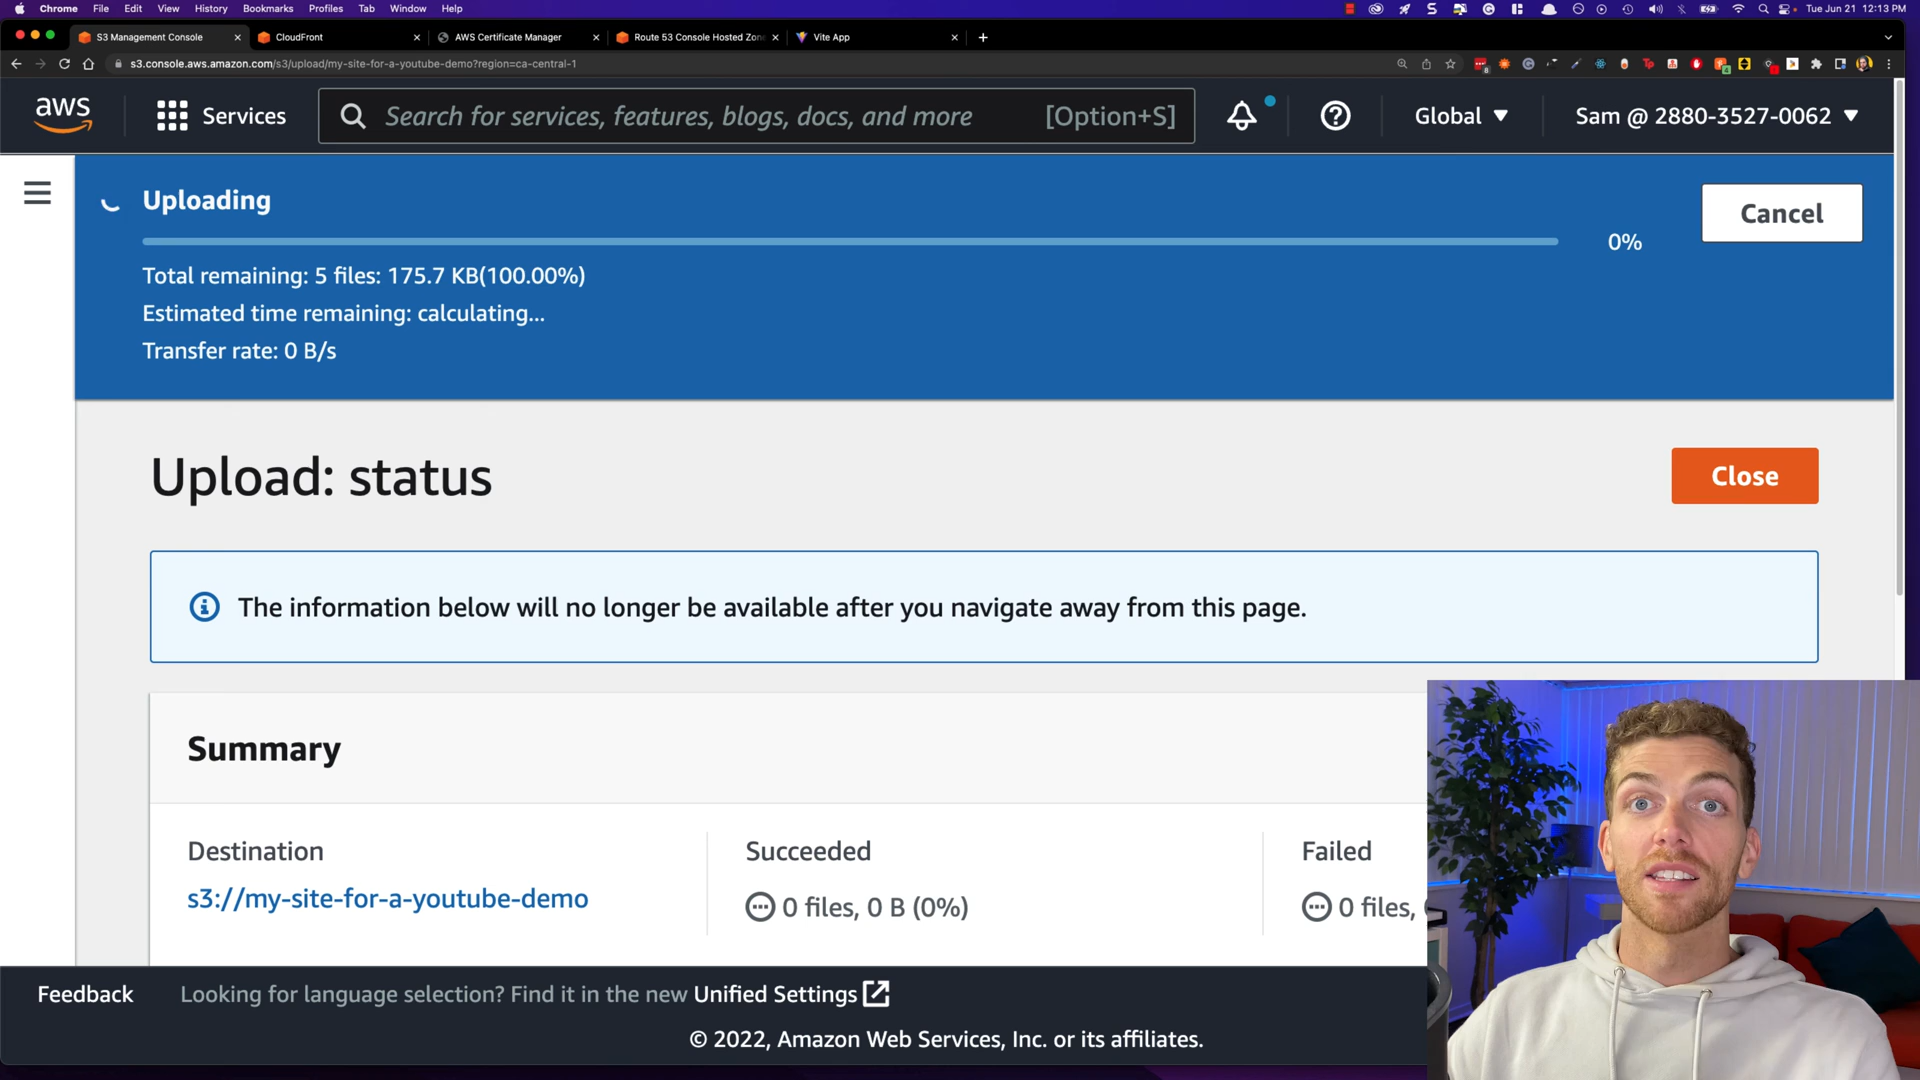 Chrome File Edit View History Bookmarks Profiles Tab Window Help
Tue Jun 21 12:13 PM
S3 Management Console
CloudFront
AWS Certificate Manager
Route 53 Console Hosted Zon
Vite App
s3.console.aws.amazon.com/s3/upload/my-site-for-a-youtube-demo?region=ca-central-1
aws
Services
Search for services, features, blogs, docs, and more [Option+S]
Global
Sam @ 2880-3527-0062
Uploading
Cancel
0%
Total remaining: 5 files: 175.7 KB(100.00%)
Estimated time remaining: calculating...
Transfer rate: 0 B/s
Upload: status
Close
The information below will no longer be available after you navigate away from this page.
Summary
Destination
s3://my-site-for-a-youtube-demo
Succeeded
0 files, 0 B (0%)
Failed
0 files,
Feedback
Looking for language selection? Find it in the new Unified Settings
© 2022, Amazon Web Services, Inc. or its affiliates.